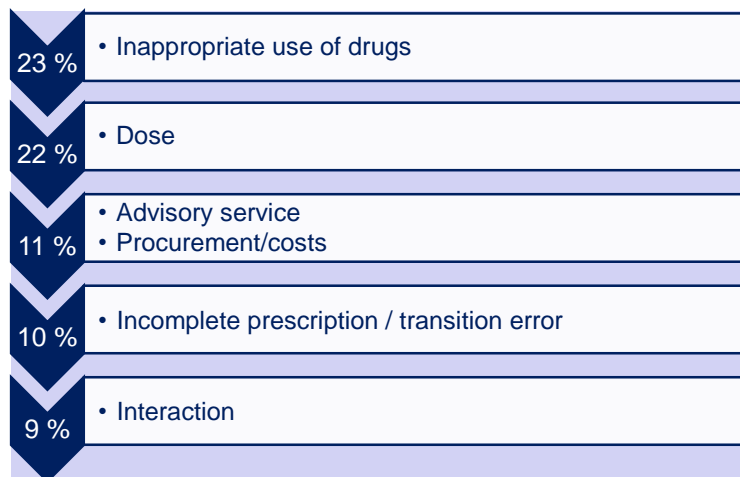 23 %
• Inappropriate use of drugs
22 %
• Dose
11 %
• Advisory service
• Procurement/costs
10 %
• Incomplete prescription / transition error
9 %
• Interaction